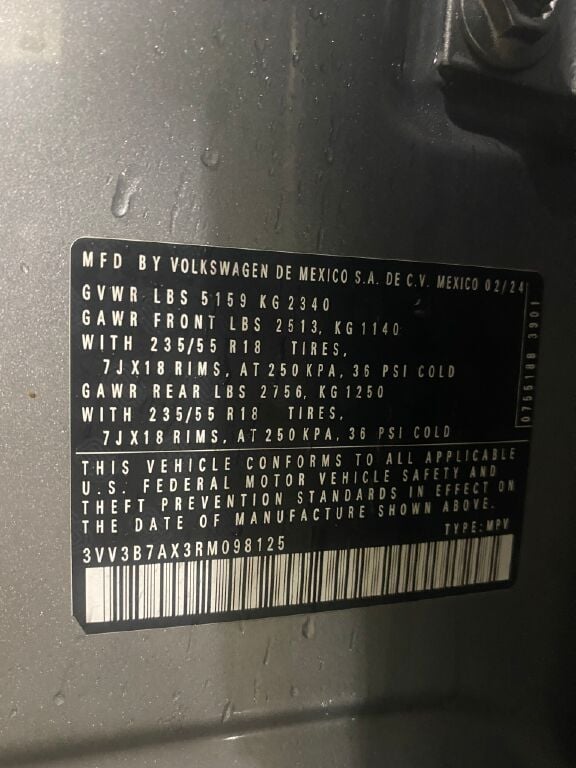 MFD BY VOLKSWAGEN DE MEXICO S.A. DE C.V. MEXICO 02/24
GVWR LBS 5159 KG 2340
GAWR FRONT LBS 2513, KG 1140
WITH 235/55 R18 TIRES,
7JX18 RIMS, AT 250 KPA, 36 PSI COLD
GAWR REAR LBS 2756, KG 1250
WITH 235/55 R18 TIRES,
7JX18 RIMS, AT 250 KPA, 36 PSI COLD
0755188 3901
THIS VEHICLE CONFORMS TO ALL APPLICABLE
U.S. FEDERAL MOTOR VEHICLE SAFETY AND
THEFT PREVENTION STANDARDS IN EFFECT ON
THE DATE OF MANUFACTURE SHOWN ABOVE.
TYPE: MPV
3VV3B7AX3RM098125